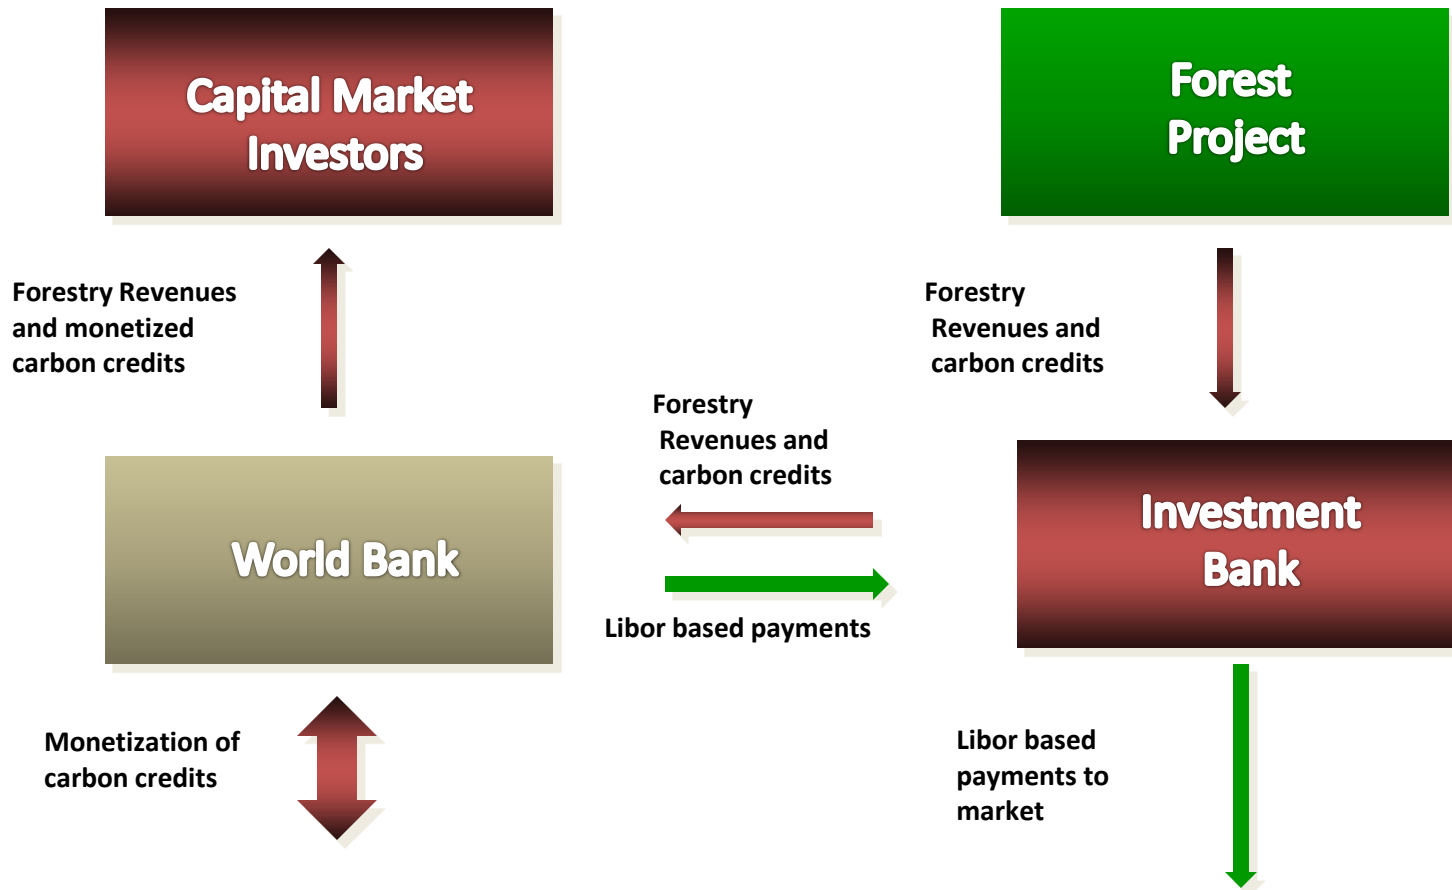 Capital Market
Investors
Forest
Project
Forestry Revenues
and monetized
carbon credits
Forestry
Revenues and
carbon credits
Forestry
Revenues and
carbon credits
World Bank
Investment
Bank
Libor based payments
Monetization of
carbon credits
Libor based
payments to
market